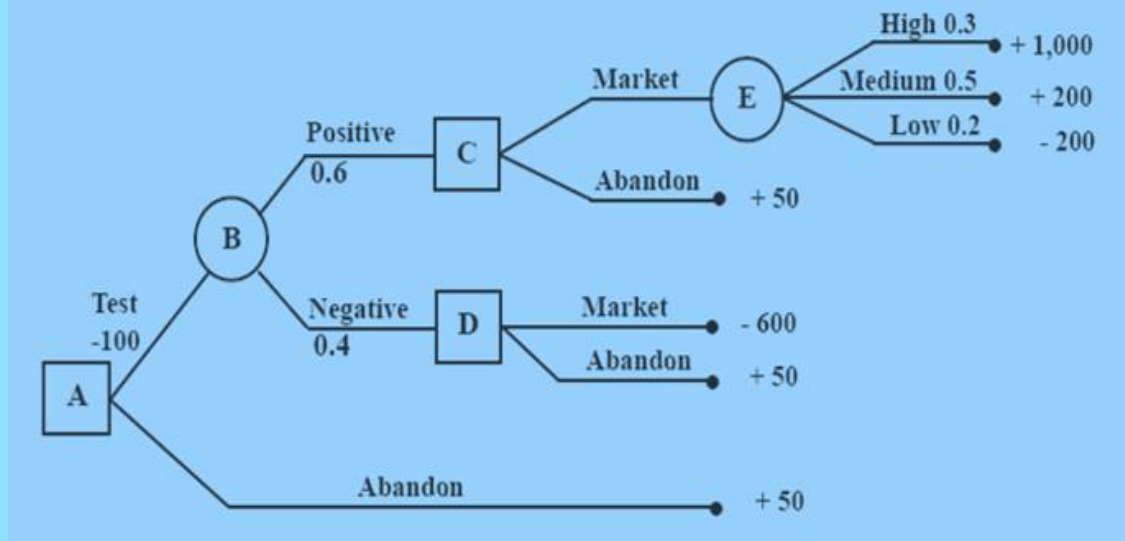 High 0.3
+ 1,000
Market
E
Medium 0.5
+ 200
Low 0.2
- 200
Positive
0.6
C
Abandon
+ 50
B
Test
-100
Negative
0.4
D
Market
- 600
Abandon
+ 50
A
Abandon
+ 50